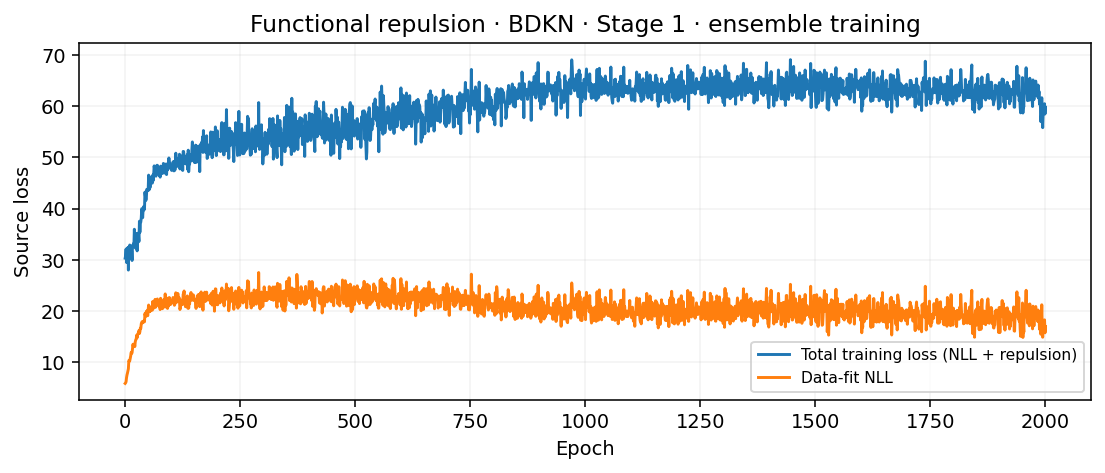 Functional repulsion · BDKN · Stage 1 · ensemble training
Source loss
70
60
50
40
30
20
10
Total training loss (NLL + repulsion)
Data-fit NLL
0 250 500 750 1000 1250 1500 1750 2000
Epoch